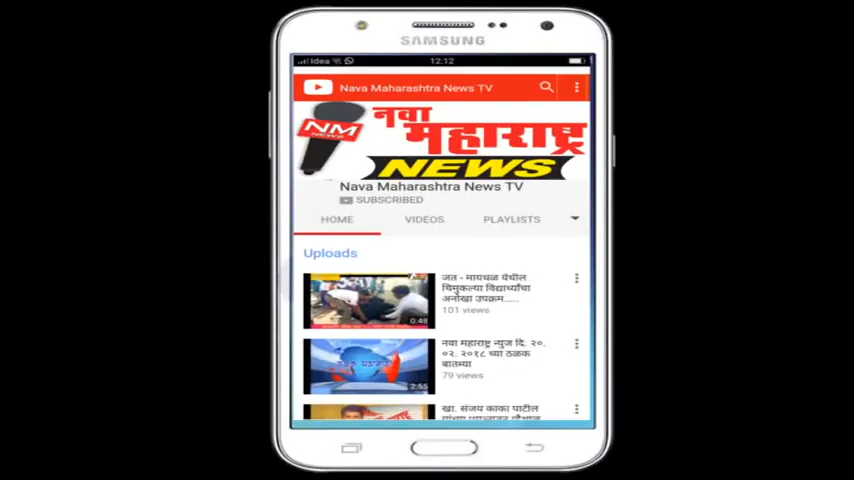 SAMSUNG
Idea
12:12
Nava Maharashtra News TV
NM
NEWS
नवा
महाराष्ट्र
NEWS
Nava Maharashtra News TV
SUBSCRIBED
HOME VIDEOS PLAYLISTS
Uploads
जत - मायथळ येथील
चिमुकल्या विद्यार्थ्यांचा
अनोखा उपक्रम.....
101 views
0:48
नवा महाराष्ट्र न्युज दि. २०.
०२. २०१८ च्या ठळक
बातम्या
79 views
2:55
खा. संजय काका पाटील